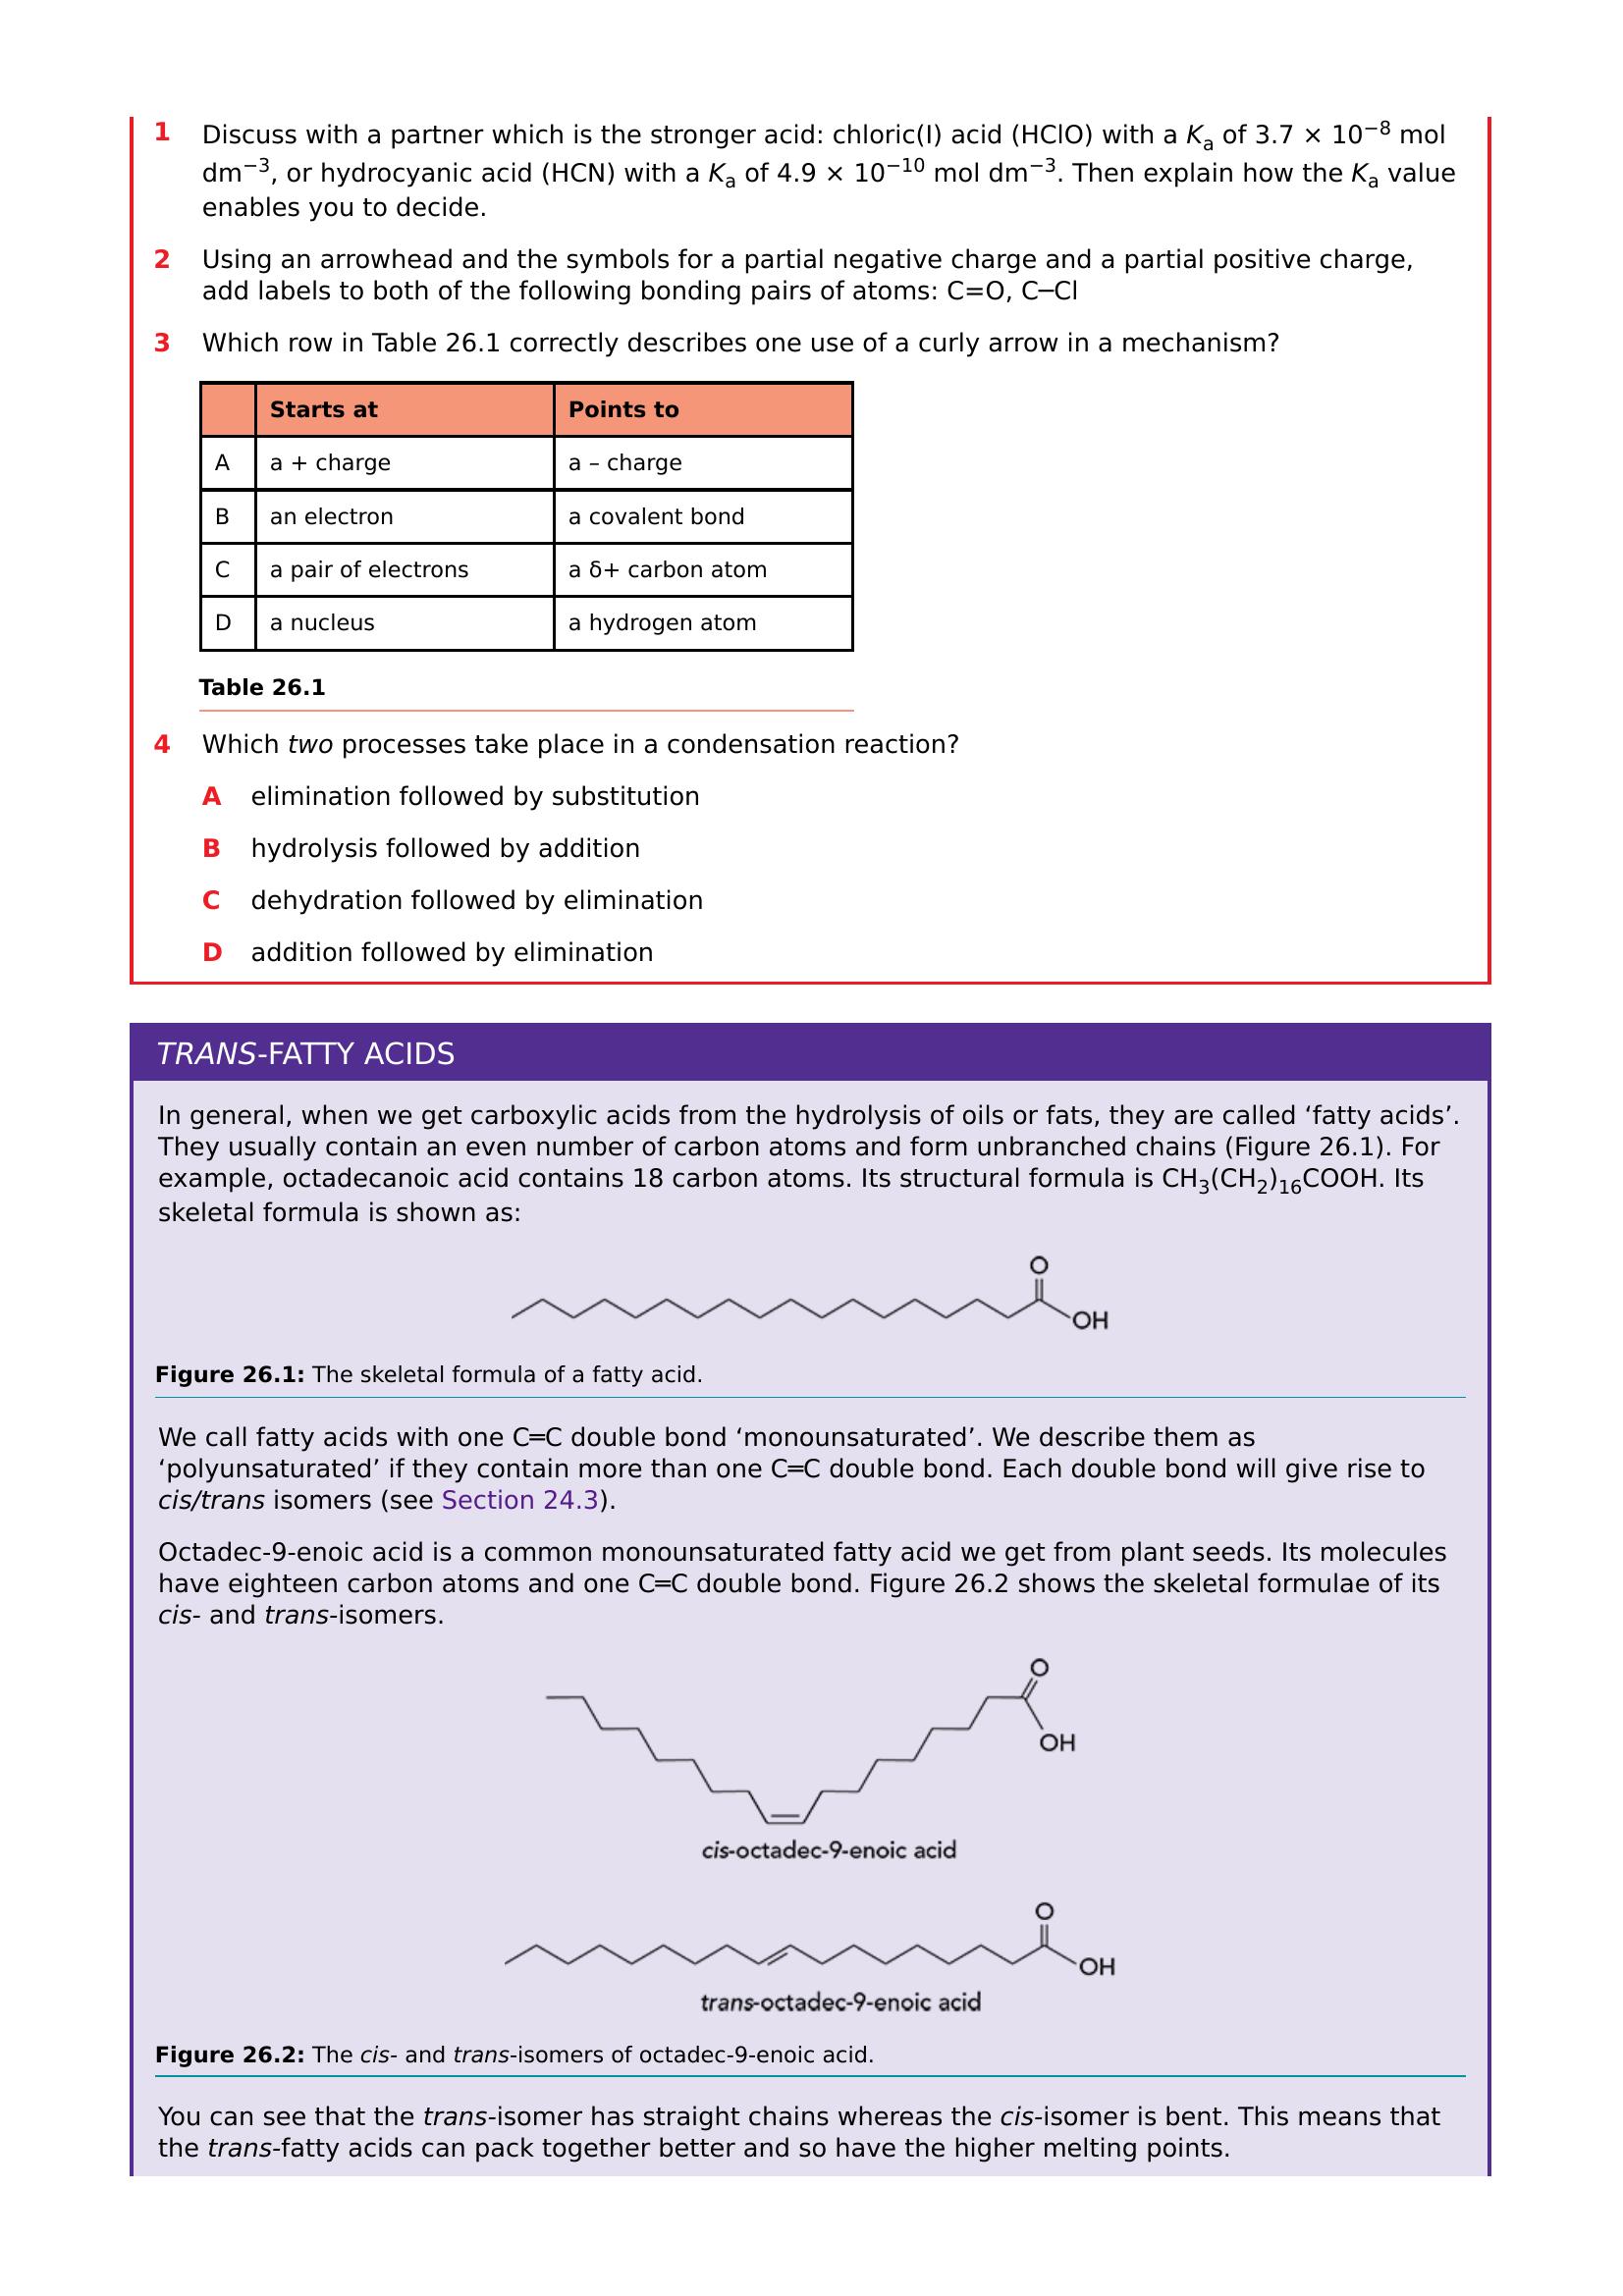 1 Discuss with a partner which is the stronger acid: chloric(I) acid (HClO) with a Kₐ of 3.7 × 10⁻⁸ mol
dm⁻³, or hydrocyanic acid (HCN) with a Kₐ of 4.9 × 10⁻¹⁰ mol dm⁻³. Then explain how the Kₐ value
enables you to decide.
2 Using an arrowhead and the symbols for a partial negative charge and a partial positive charge,
add labels to both of the following bonding pairs of atoms: C=O, C─Cl
3 Which row in Table 26.1 correctly describes one use of a curly arrow in a mechanism?
Starts at Points to
A a + charge a – charge
B an electron a covalent bond
C a pair of electrons a δ+ carbon atom
D a nucleus a hydrogen atom
Table 26.1
4 Which two processes take place in a condensation reaction?
A elimination followed by substitution
B hydrolysis followed by addition
C dehydration followed by elimination
D addition followed by elimination
TRANS-FATTY ACIDS
In general, when we get carboxylic acids from the hydrolysis of oils or fats, they are called ‘fatty acids’.
They usually contain an even number of carbon atoms and form unbranched chains (Figure 26.1). For
example, octadecanoic acid contains 18 carbon atoms. Its structural formula is CH₃(CH₂)₁₆COOH. Its
skeletal formula is shown as:
O
OH
Figure 26.1: The skeletal formula of a fatty acid.
We call fatty acids with one C═C double bond ‘monounsaturated’. We describe them as
‘polyunsaturated’ if they contain more than one C═C double bond. Each double bond will give rise to
cis/trans isomers (see Section 24.3).
Octadec-9-enoic acid is a common monounsaturated fatty acid we get from plant seeds. Its molecules
have eighteen carbon atoms and one C═C double bond. Figure 26.2 shows the skeletal formulae of its
cis- and trans-isomers.
O
OH
cis-octadec-9-enoic acid
O
OH
trans-octadec-9-enoic acid
Figure 26.2: The cis- and trans-isomers of octadec-9-enoic acid.
You can see that the trans-isomer has straight chains whereas the cis-isomer is bent. This means that
the trans-fatty acids can pack together better and so have the higher melting points.